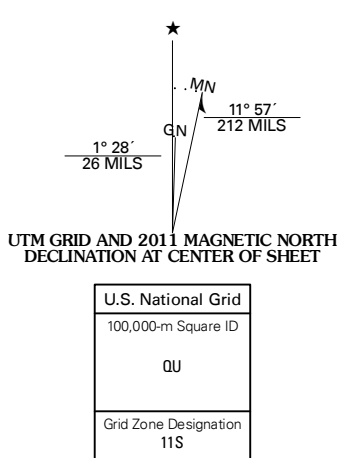 ★
MN
GN
11° 57´
212 MILS
1° 28´
26 MILS
UTM GRID AND 2011 MAGNETIC NORTH
DECLINATION AT CENTER OF SHEET
U.S. National Grid
100,000-m Square ID
QU
Grid Zone Designation
11S